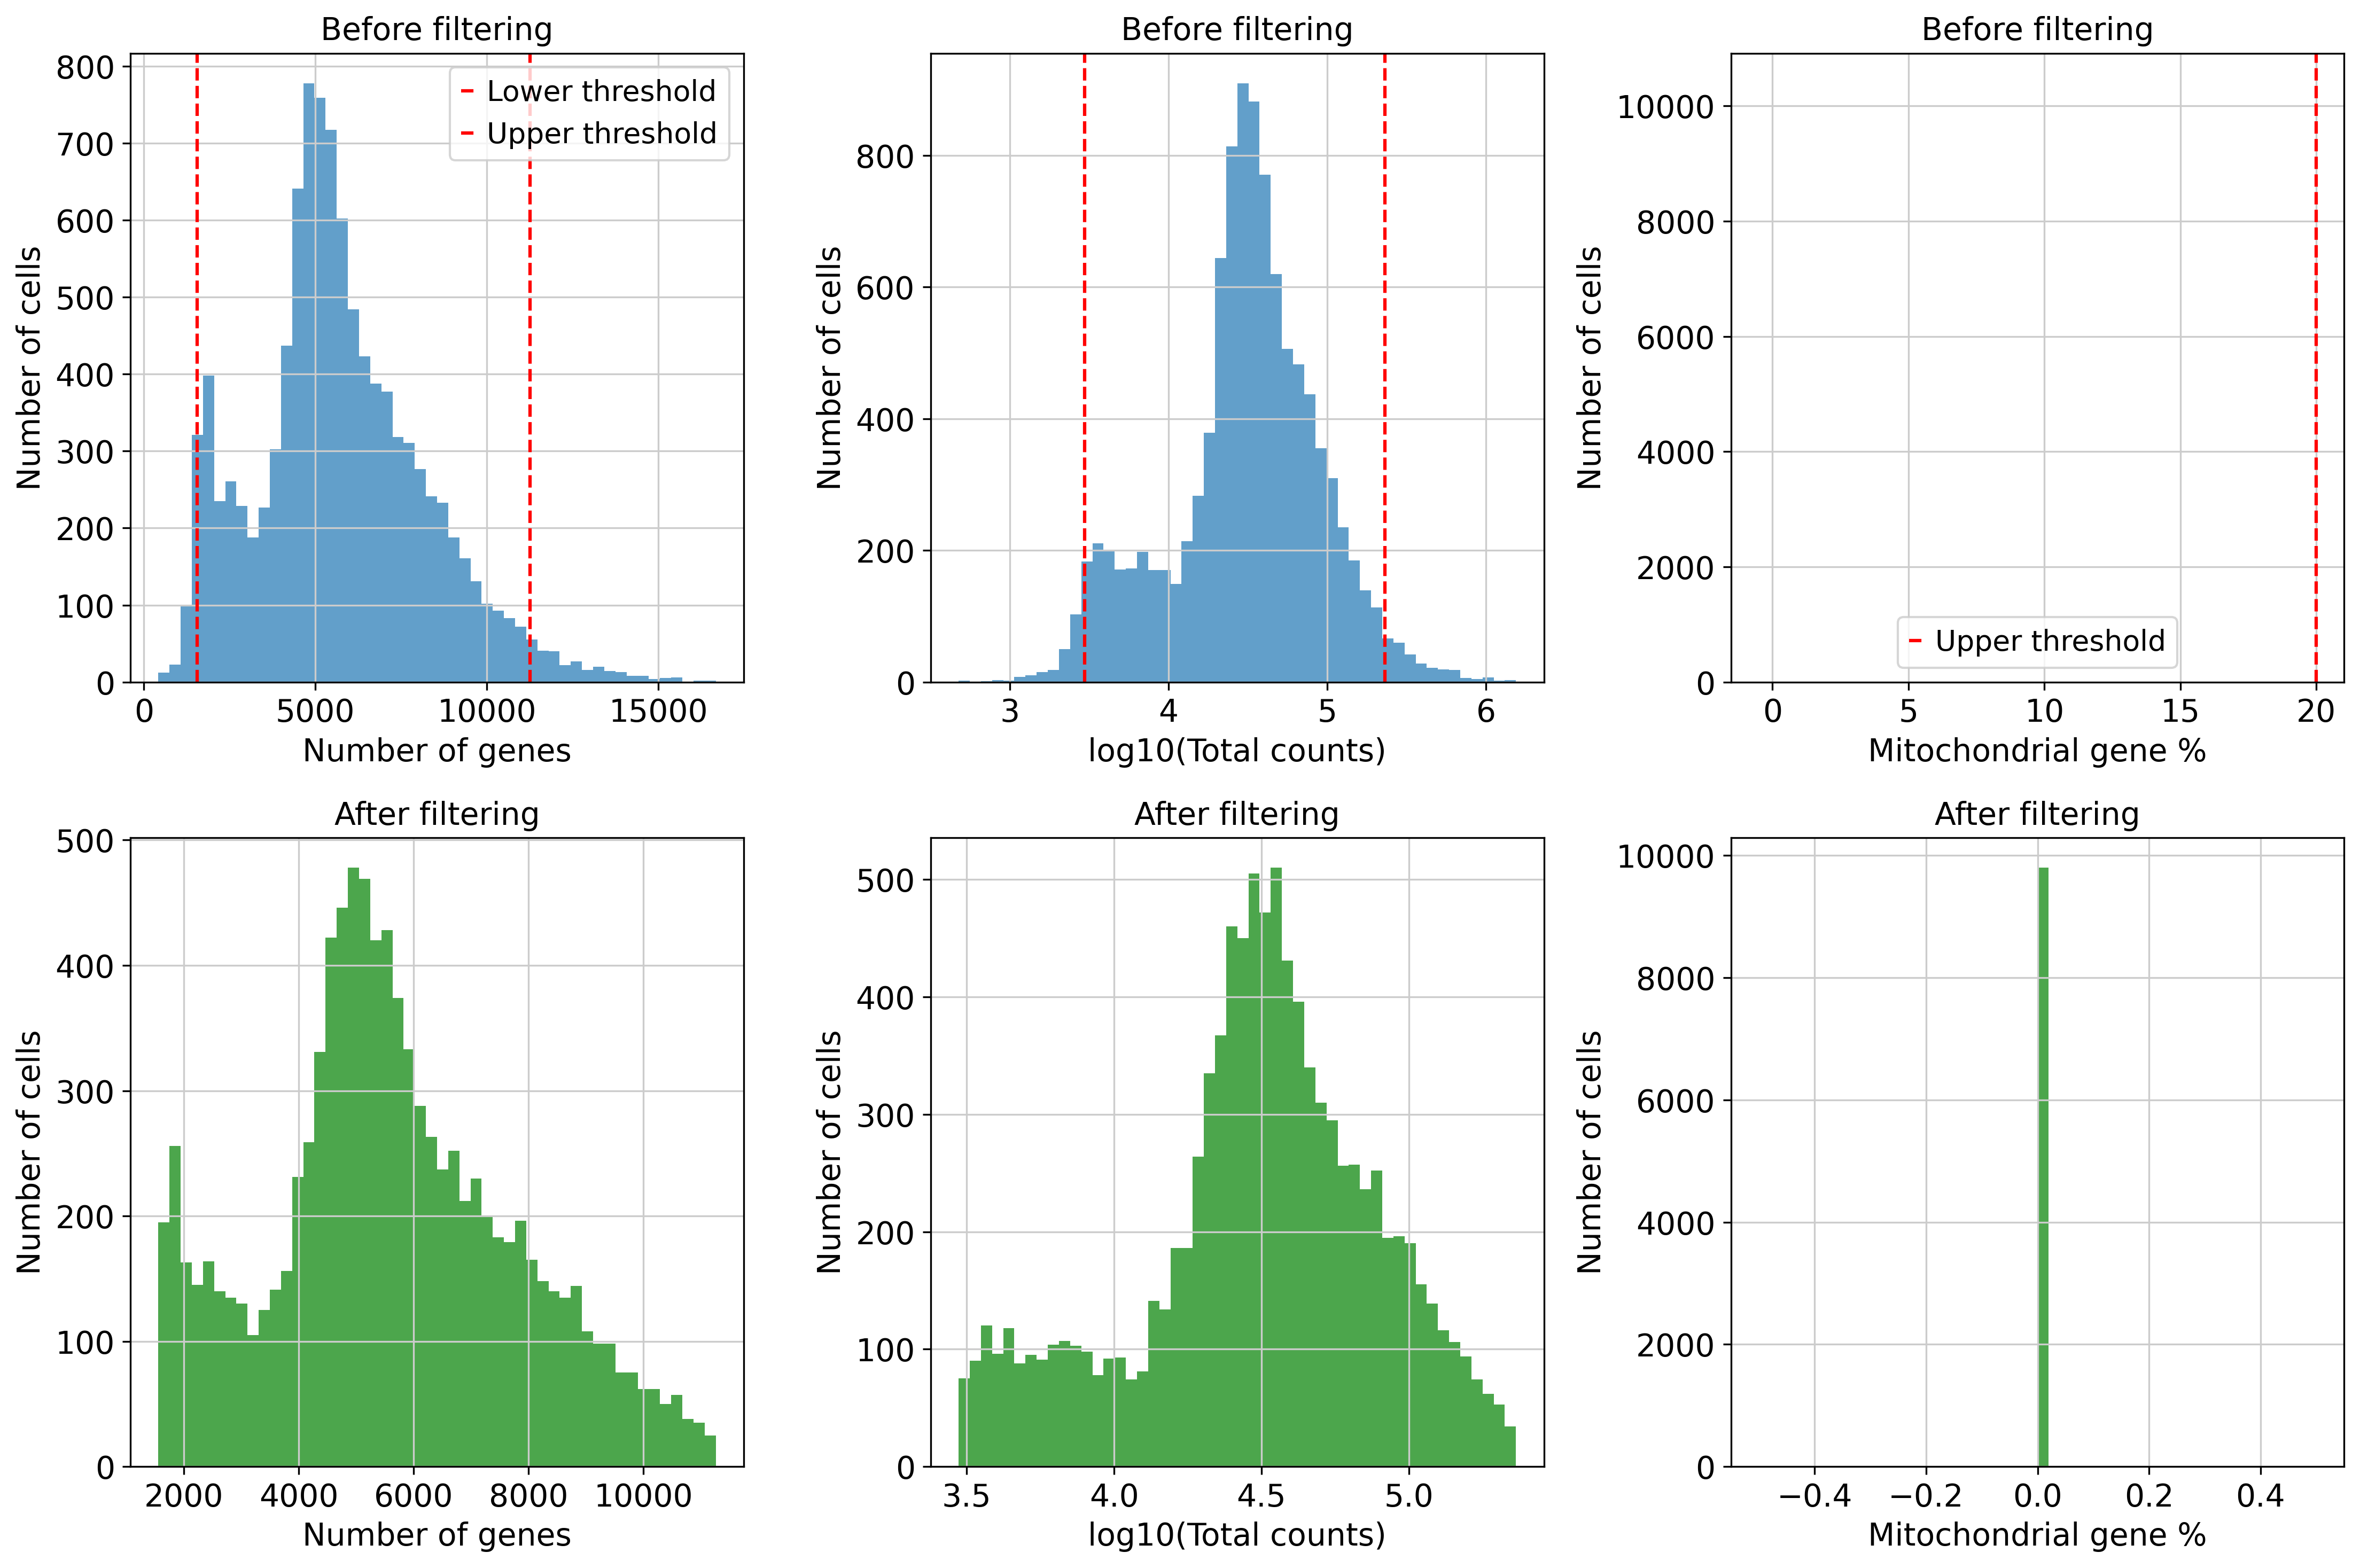 Before filtering
Number of cells
800
700
600
500
400
300
200
100
0
Lower threshold
Upper threshold
0 5000 10000 15000
Number of genes
Before filtering
Number of cells
800
600
400
200
0
3 4 5 6
log10(Total counts)
Before filtering
Number of cells
10000
8000
6000
4000
2000
0
Upper threshold
0 5 10 15 20
Mitochondrial gene %
After filtering
Number of cells
500
400
300
200
100
0
2000 4000 6000 8000 10000
Number of genes
After filtering
Number of cells
500
400
300
200
100
0
3.5 4.0 4.5 5.0
log10(Total counts)
After filtering
Number of cells
10000
8000
6000
4000
2000
0
−0.4 −0.2 0.0 0.2 0.4
Mitochondrial gene %